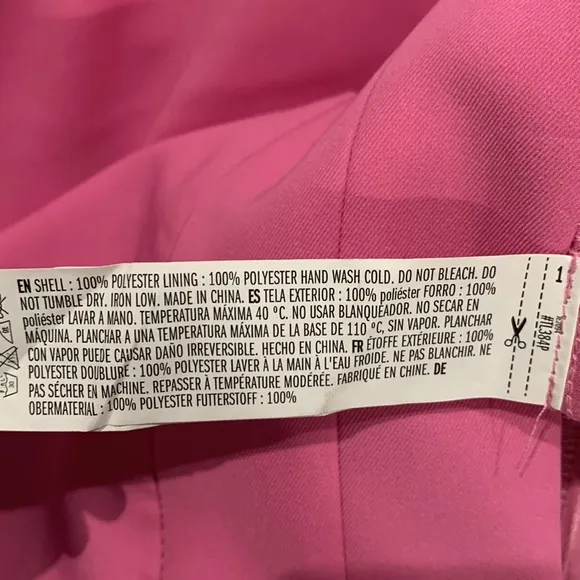 EN SHELL : 100% POLYESTER LINING : 100% POLYESTER HAND WASH COLD. DO NOT BLEACH. DO
NOT TUMBLE DRY. IRON LOW. MADE IN CHINA. ES TELA EXTERIOR : 100% poliéster FORRO : 100%
poliéster LAVAR A MANO. TEMPERATURA MÁXIMA 40 ºC. NO USAR BLANQUEADOR. NO SECAR EN
MÁQUINA. PLANCHAR A UNA TEMPERATURA MÁXIMA DE LA BASE DE 110 ºC, SIN VAPOR. PLANCHAR
CON VAPOR PUEDE CAUSAR DAÑO IRREVERSIBLE. HECHO EN CHINA. FR ÉTOFFE EXTÉRIEURE : 100%
POLYESTER DOUBLURE : 100% POLYESTER LAVER À LA MAIN À L'EAU FROIDE. NE PAS BLANCHIR. NE
PAS SÉCHER EN MACHINE. REPASSER À TEMPÉRATURE MODÉRÉE. FABRIQUÉ EN CHINE. DE
OBERMATERIAL : 100% POLYESTER FUTTERSTOFF : 100%
1